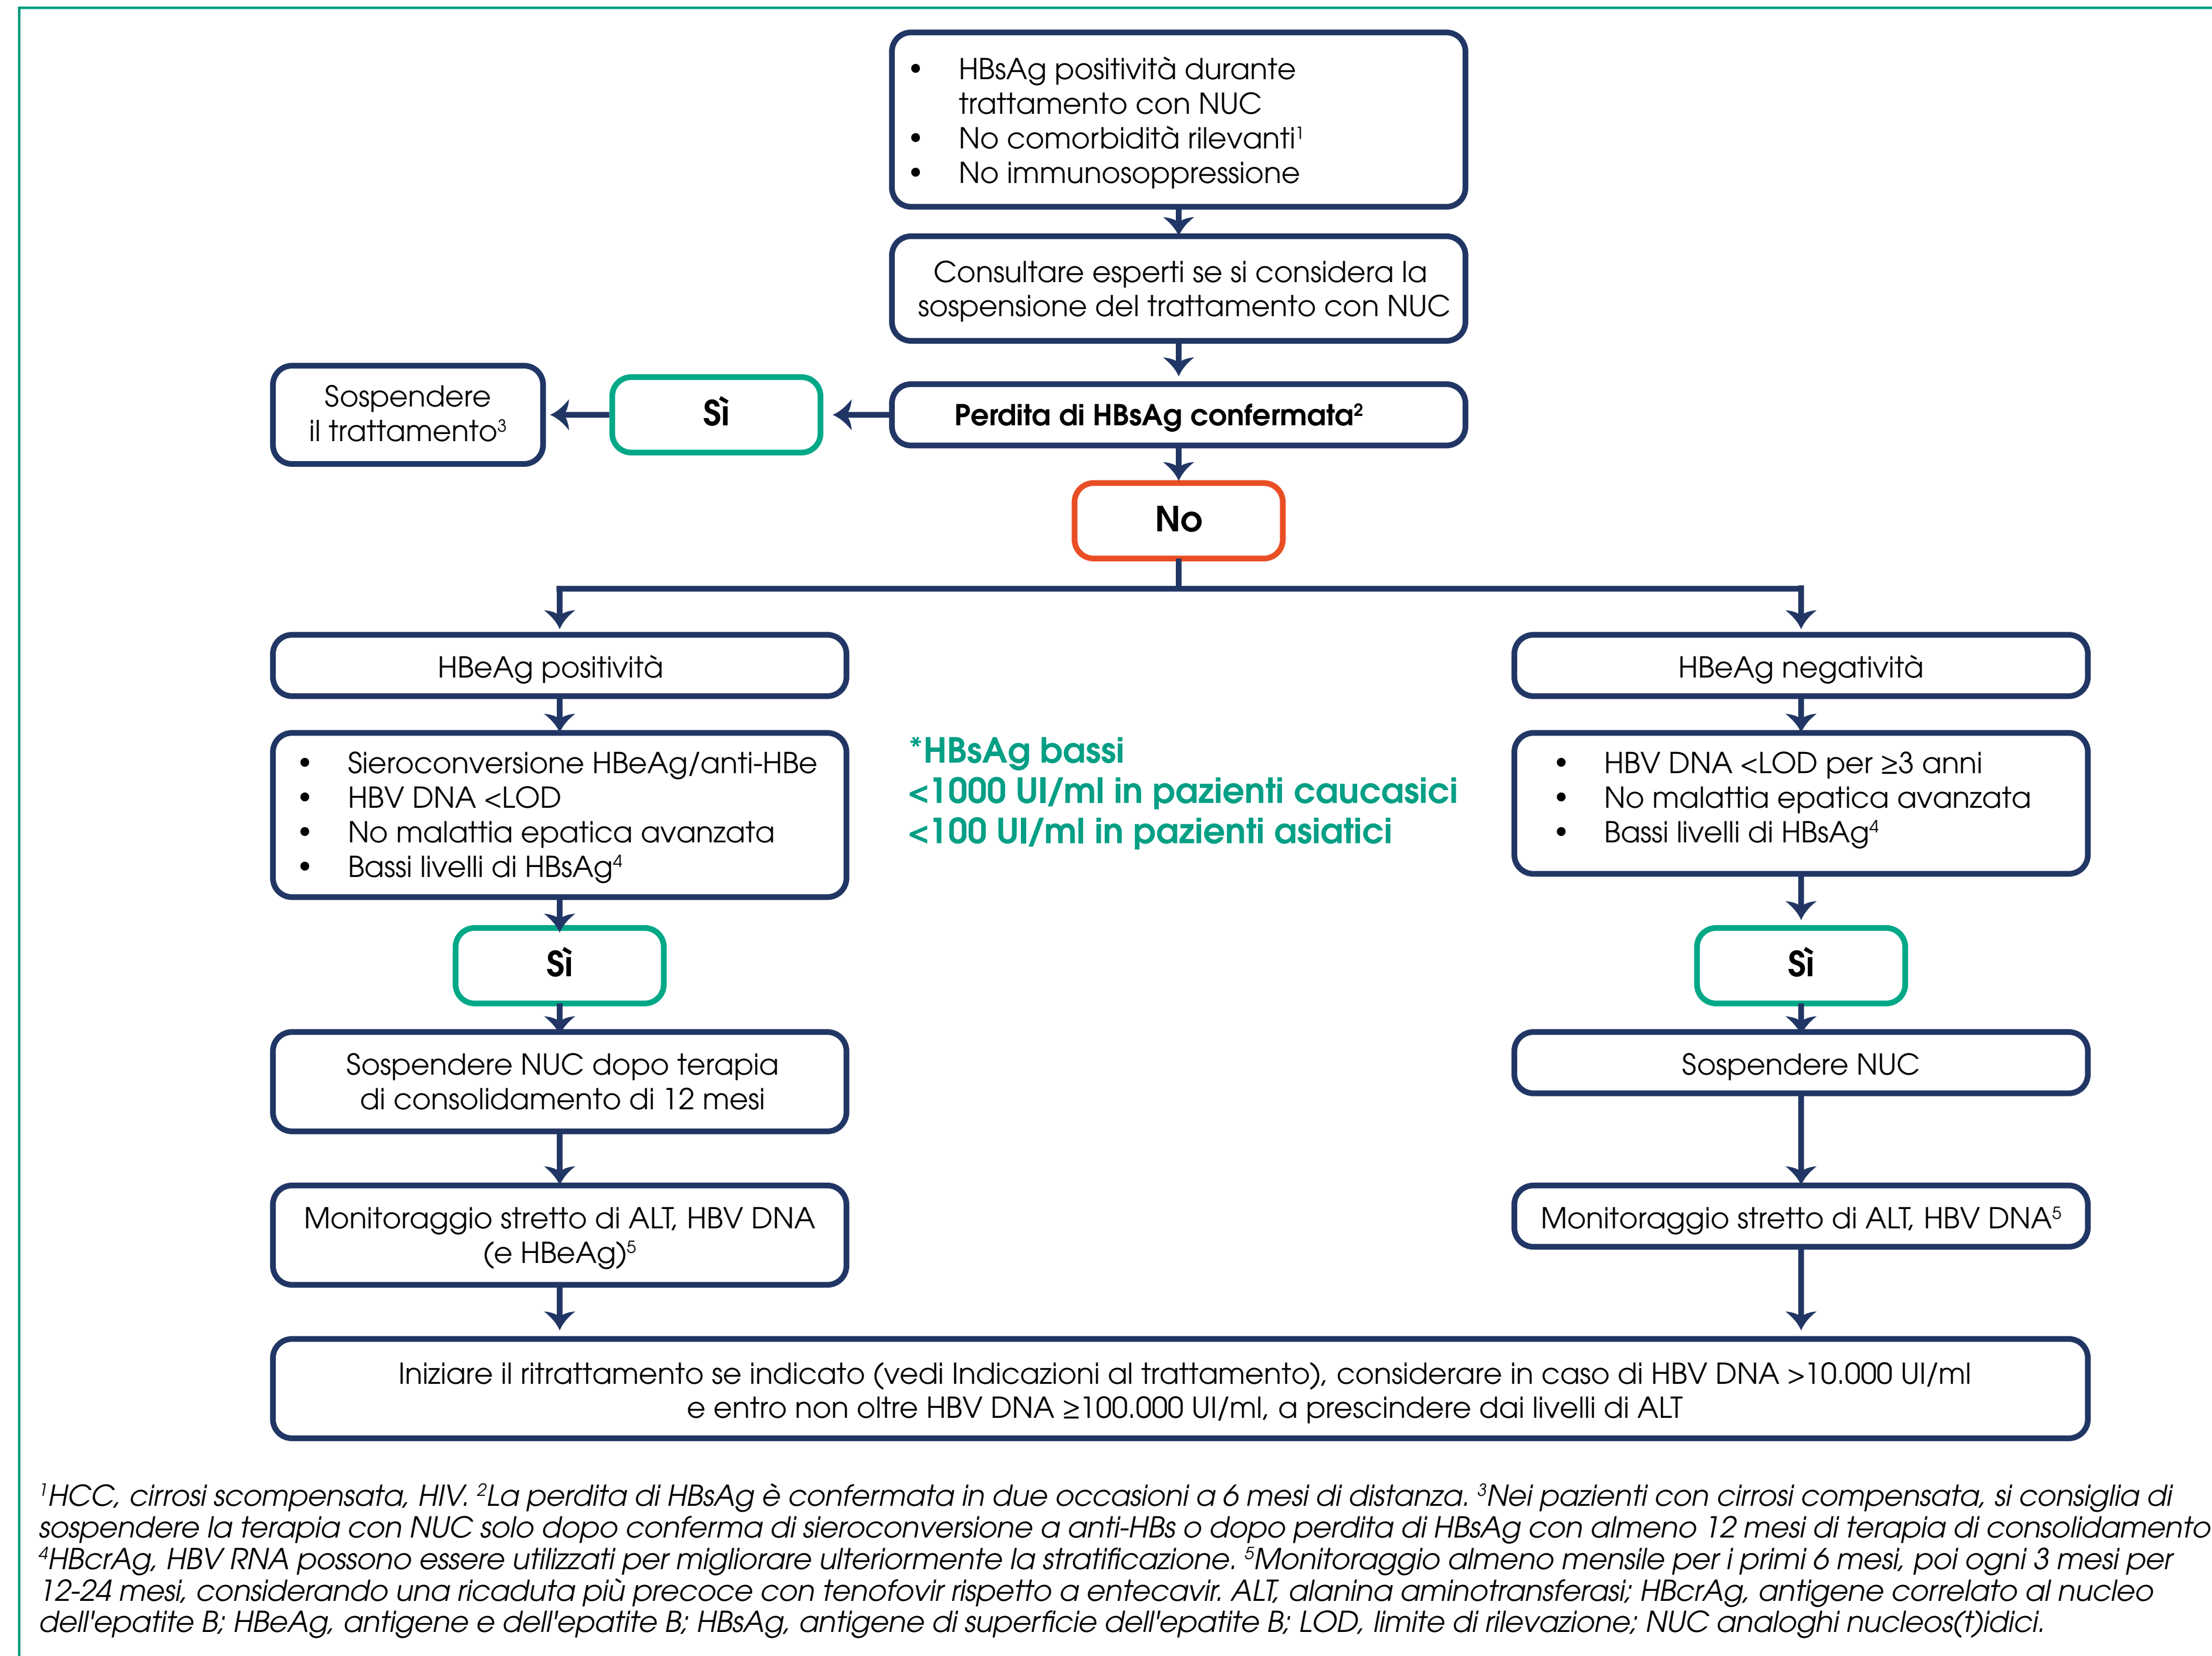 • HBsAg positività durante
trattamento con NUC
• No comorbidità rilevanti¹
• No immunosoppressione
Consultare esperti se si considera la
sospensione del trattamento con NUC
Sospendere
il trattamento³
Sì
Perdita di HBsAg confermata²
No
HBeAg positività
HBeAg negatività
• Sieroconversione HBeAg/anti-HBe
• HBV DNA <LOD
• No malattia epatica avanzata
• Bassi livelli di HBsAg⁴
*HBsAg bassi
<1000 UI/ml in pazienti caucasici
<100 UI/ml in pazienti asiatici
• HBV DNA <LOD per ≥3 anni
• No malattia epatica avanzata
• Bassi livelli di HBsAg⁴
Sì
Sì
Sospendere NUC dopo terapia
di consolidamento di 12 mesi
Sospendere NUC
Monitoraggio stretto di ALT, HBV DNA
(e HBeAg)⁵
Monitoraggio stretto di ALT, HBV DNA⁵
Iniziare il ritrattamento se indicato (vedi Indicazioni al trattamento), considerare in caso di HBV DNA >10.000 UI/ml
e entro non oltre HBV DNA ≥100.000 UI/ml, a prescindere dai livelli di ALT
¹HCC, cirrosi scompensata, HIV. ²La perdita di HBsAg è confermata in due occasioni a 6 mesi di distanza. ³Nei pazienti con cirrosi compensata, si consiglia di
sospendere la terapia con NUC solo dopo conferma di sieroconversione a anti-HBs o dopo perdita di HBsAg con almeno 12 mesi di terapia di consolidamento
⁴HBcrAg, HBV RNA possono essere utilizzati per migliorare ulteriormente la stratificazione. ⁵Monitoraggio almeno mensile per i primi 6 mesi, poi ogni 3 mesi per
12-24 mesi, considerando una ricaduta più precoce con tenofovir rispetto a entecavir. ALT, alanina aminotransferasi; HBcrAg, antigene correlato al nucleo
dell'epatite B; HBeAg, antigene e dell'epatite B; HBsAg, antigene di superficie dell'epatite B; LOD, limite di rilevazione; NUC analoghi nucleos(t)idici.